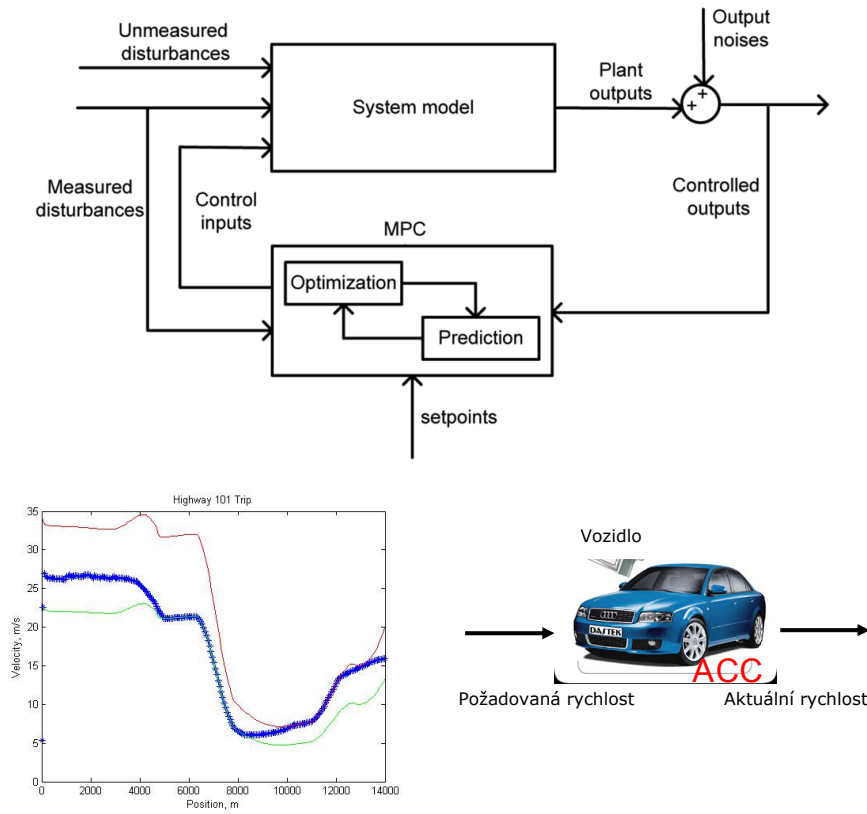 Unmeasured
disturbances
Output
noises
System model
Plant
outputs
+
+
Measured
disturbances
Control
inputs
Controlled
outputs
MPC
Optimization
Prediction
setpoints
Highway 101 Trip
35
30
25
20
15
10
5
0
Velocity, m/s
0 2000 4000 6000 8000 10000 12000 14000
Position, m
Vozidlo
DASTEK
ACC
Požadovaná rychlost
Aktuální rychlost